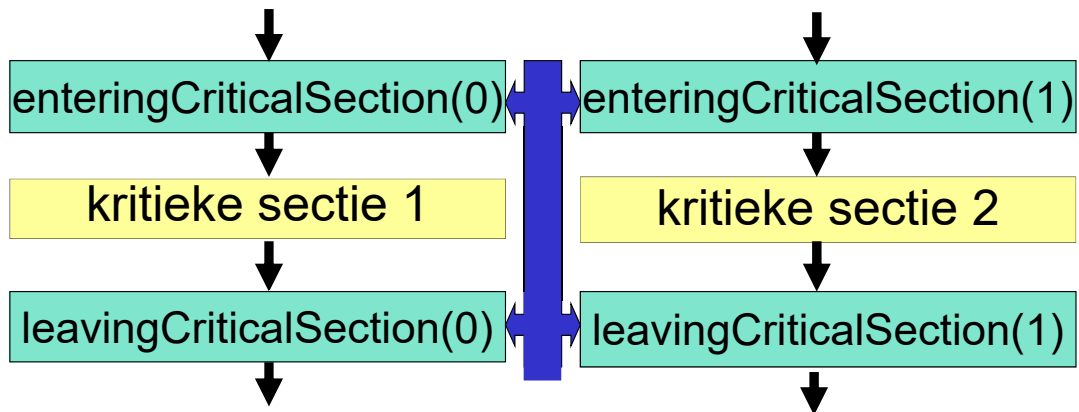 enteringCriticalSection(0)
enteringCriticalSection(1)
kritieke sectie 1
kritieke sectie 2
leavingCriticalSection(0)
leavingCriticalSection(1)